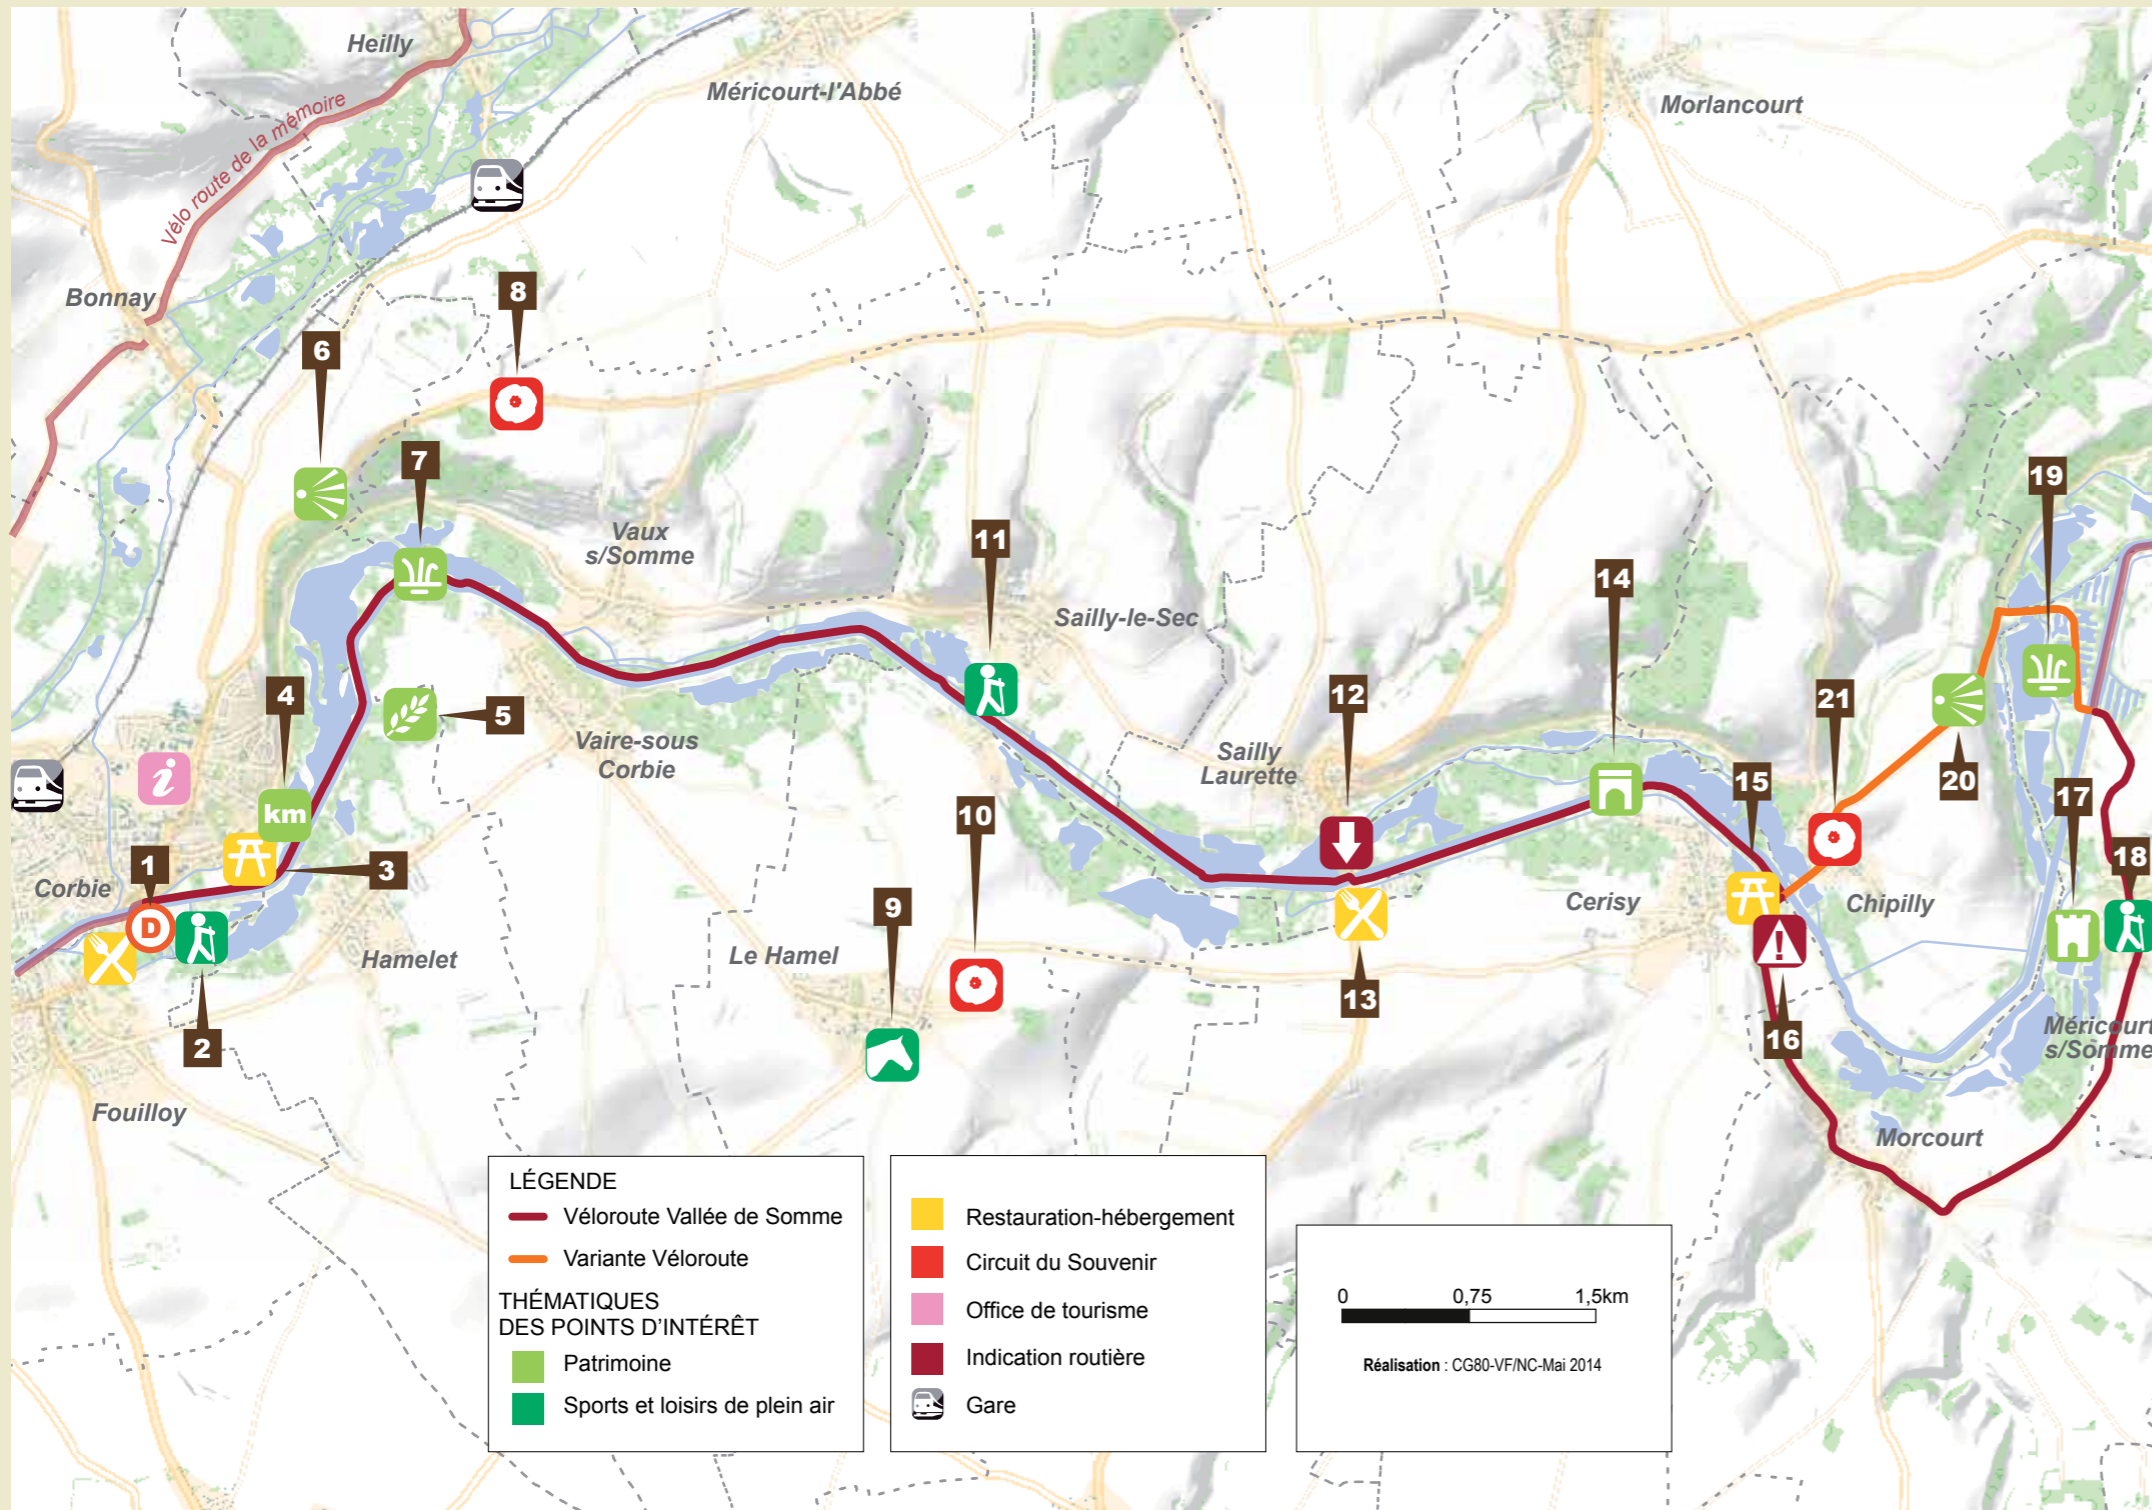 Heilly
Méricourt-l'Abbé
Morlancourt
Vélo route de la mémoire
Bonnay
8
6
7
19
Vaux
s/Somme
11
14
Sailly-le-Sec
4
5
12
21
Vaire-sous
Corbie
Sailly
Laurette
15
20
17
i
km
10
1
3
18
Corbie
9
Cerisy
Chipilly
D
Hamelet
Le Hamel
!
13
2
16
Méricourt
s/Somme
Fouilloy
Morcourt
LÉGENDE
Véloroute Vallée de Somme
Variante Véloroute
THÉMATIQUES
DES POINTS D'INTÉRÊT
Patrimoine
Sports et loisirs de plein air
Restauration-hébergement
Circuit du Souvenir
Office de tourisme
Indication routière
Gare
0 0,75 1,5km
Réalisation : CG80-VF/NC-Mai 2014